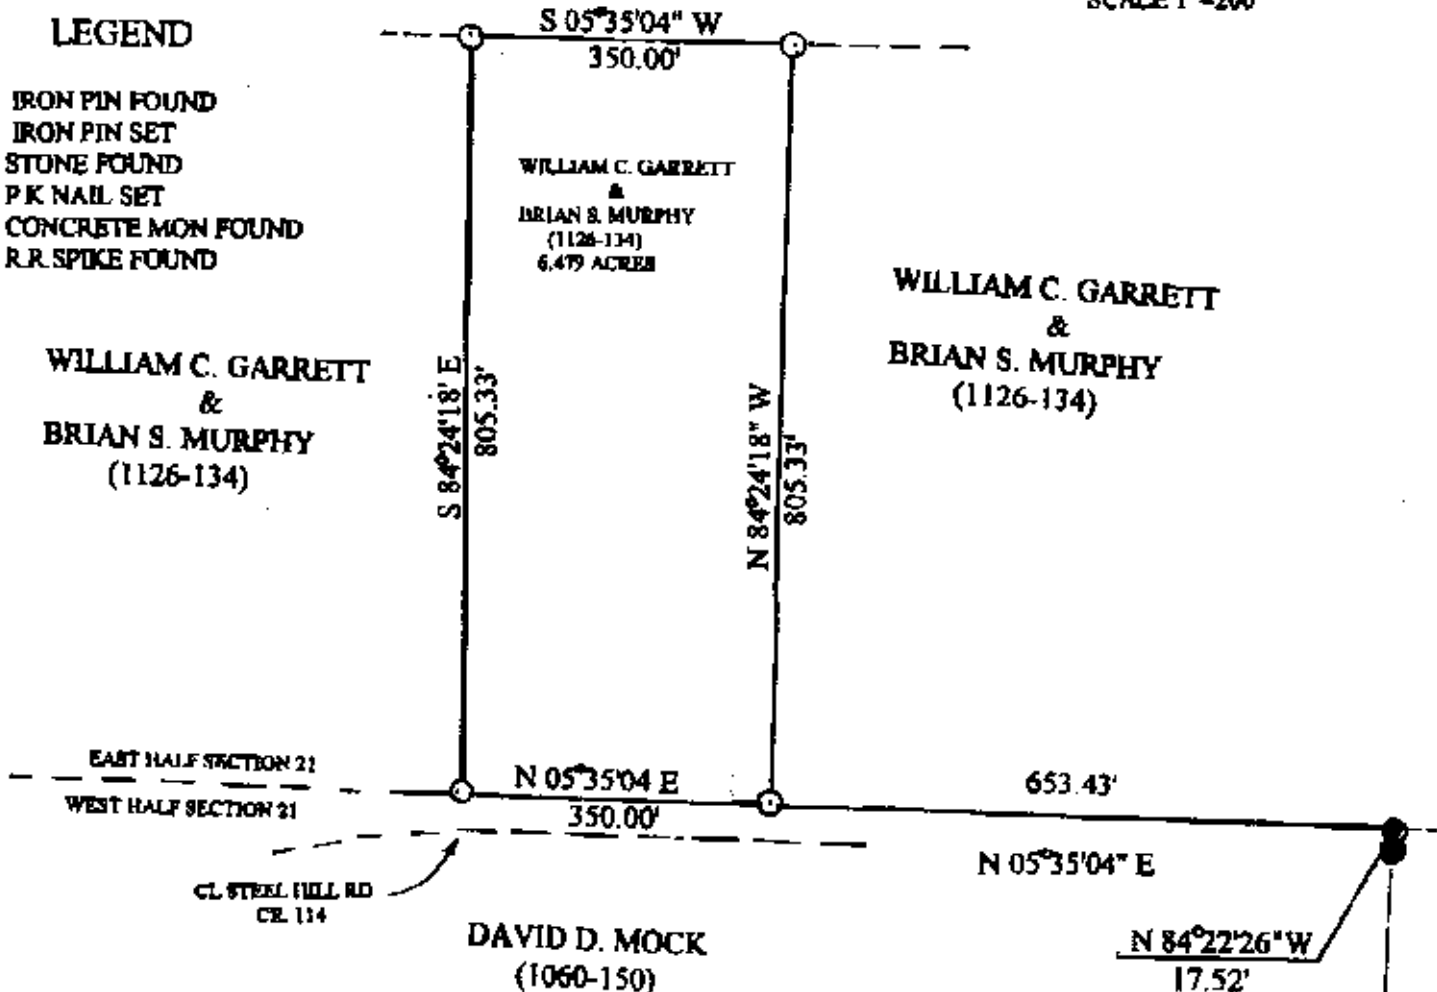 SCALE 1"=200'
LEGEND
IRON PIN FOUND
IRON PIN SET
STONE FOUND
P K NAIL SET
CONCRETE MON FOUND
R.R. SPIKE FOUND
S 05°35'04" W
350.00'
WILLIAM C. GARRETT
&
BRIAN S. MURPHY
(1126-134)
6.479 ACRES
WILLIAM C. GARRETT
&
BRIAN S. MURPHY
(1126-134)
WILLIAM C. GARRETT
&
BRIAN S. MURPHY
(1126-134)
S 84°24'18' E
805.33'
N 84°24'18" W
805.33'
EAST HALF SECTION 21
WEST HALF SECTION 21
N 05°35'04 E
350.00'
653.43'
N 05°35'04" E
CL STEEL HILL RD
CR. 114
DAVID D. MOCK
(1060-150)
N 84°22'26" W
17.52'